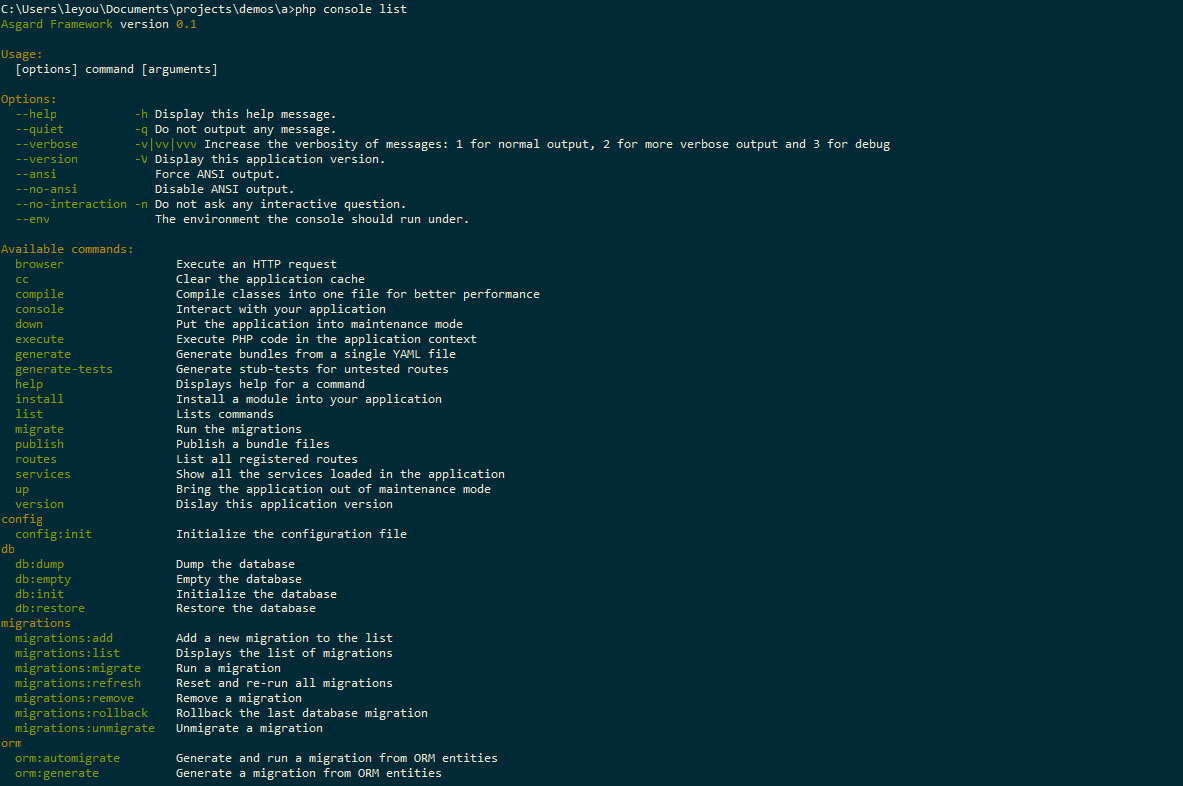 C:\Users\leyou\Documents\projects\demos\a>php console list
Asgard Framework version 0.1
Usage:
[options] command [arguments]
Options:
--help -h Display this help message.
--quiet -q Do not output any message.
--verbose -v|vv|vvv Increase the verbosity of messages: 1 for normal output, 2 for more verbose output and 3 for debug
--version -V Display this application version.
--ansi Force ANSI output.
--no-ansi Disable ANSI output.
--no-interaction -n Do not ask any interactive question.
--env The environment the console should run under.
Available commands:
browser Execute an HTTP request
cc Clear the application cache
compile Compile classes into one file for better performance
console Interact with your application
down Put the application into maintenance mode
execute Execute PHP code in the application context
generate Generate bundles from a single YAML file
generate-tests Generate stub-tests for untested routes
help Displays help for a command
install Install a module into your application
list Lists commands
migrate Run the migrations
publish Publish a bundle files
routes List all registered routes
services Show all the services loaded in the application
up Bring the application out of maintenance mode
version Dislay this application version
config
config:init Initialize the configuration file
db
db:dump Dump the database
db:empty Empty the database
db:init Initialize the database
db:restore Restore the database
migrations
migrations:add Add a new migration to the list
migrations:list Displays the list of migrations
migrations:migrate Run a migration
migrations:refresh Reset and re-run all migrations
migrations:remove Remove a migration
migrations:rollback Rollback the last database migration
migrations:unmigrate Unmigrate a migration
orm
orm:automigrate Generate and run a migration from ORM entities
orm:generate Generate a migration from ORM entities